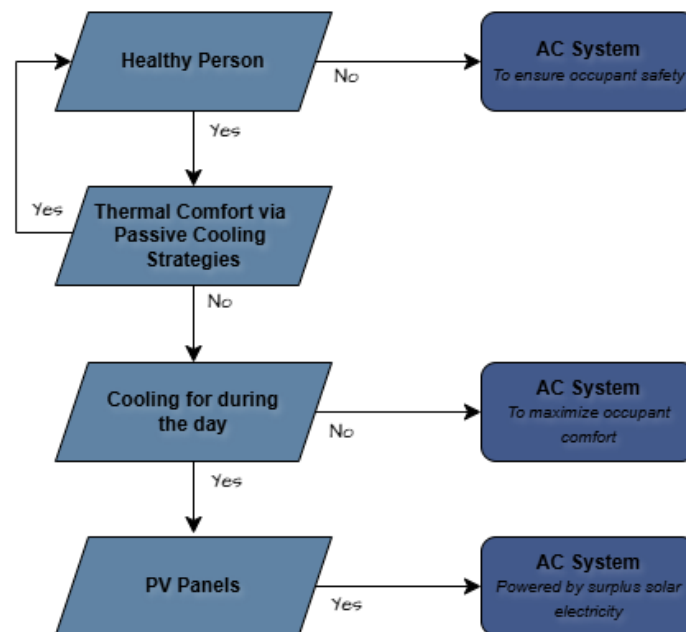 Healthy Person
No
AC System
To ensure occupant safety
Yes
Yes
Thermal Comfort via
Passive Cooling
Strategies
No
Cooling for during
the day
No
AC System
To maximize occupant
comfort
Yes
PV Panels
Yes
AC System
Powered by surplus solar
electricity